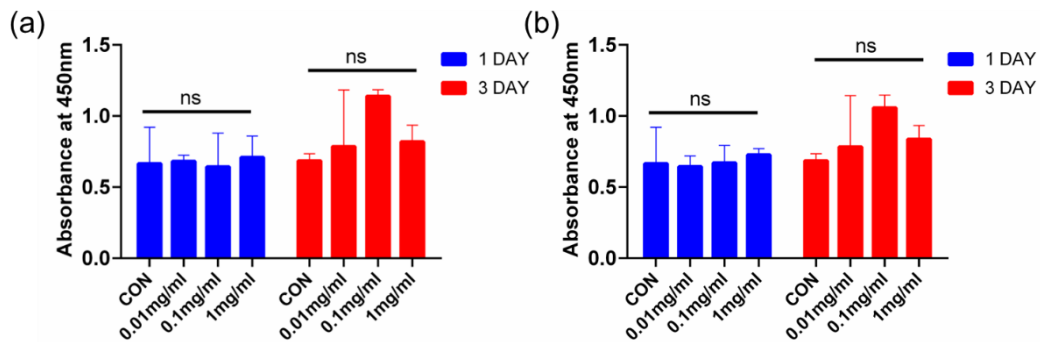 (a)
Absorbance at 450nm
1.5
1.0
0.5
0.0
ns
ns
1 DAY
3 DAY
CON
0.01mg/ml
0.1mg/ml
1mg/ml
CON
0.01mg/ml
0.1mg/ml
1mg/ml
(b)
Absorbance at 450nm
1.5
1.0
0.5
0.0
ns
ns
1 DAY
3 DAY
CON
0.01mg/ml
0.1mg/ml
1mg/ml
CON
0.01mg/ml
0.1mg/ml
1mg/ml